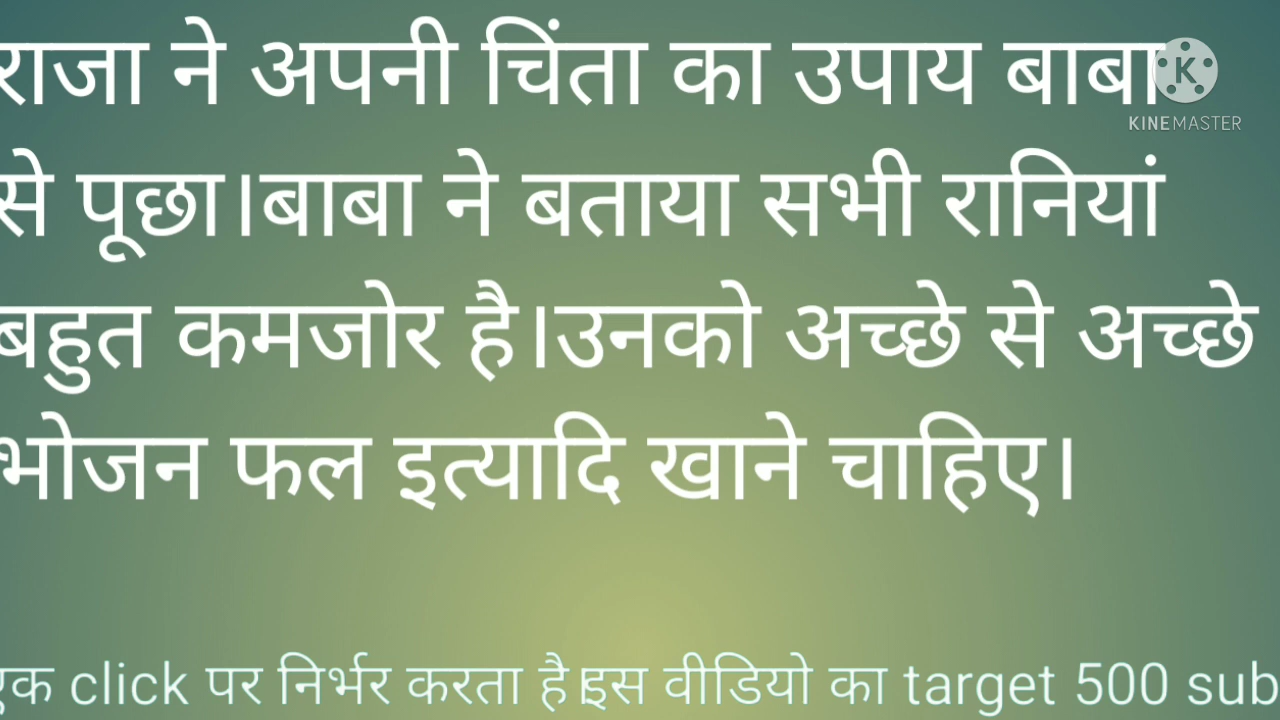 राजा ने अपनी चिंता का उपाय बाबा
से पूछा।बाबा ने बताया सभी रानियां
बहुत कमजोर है।उनको अच्छे से अच्छे
भोजन फल इत्यादि खाने चाहिए।
एक click पर निर्भर करता है।इस वीडियो का target 500 sub
K
KINEMASTER